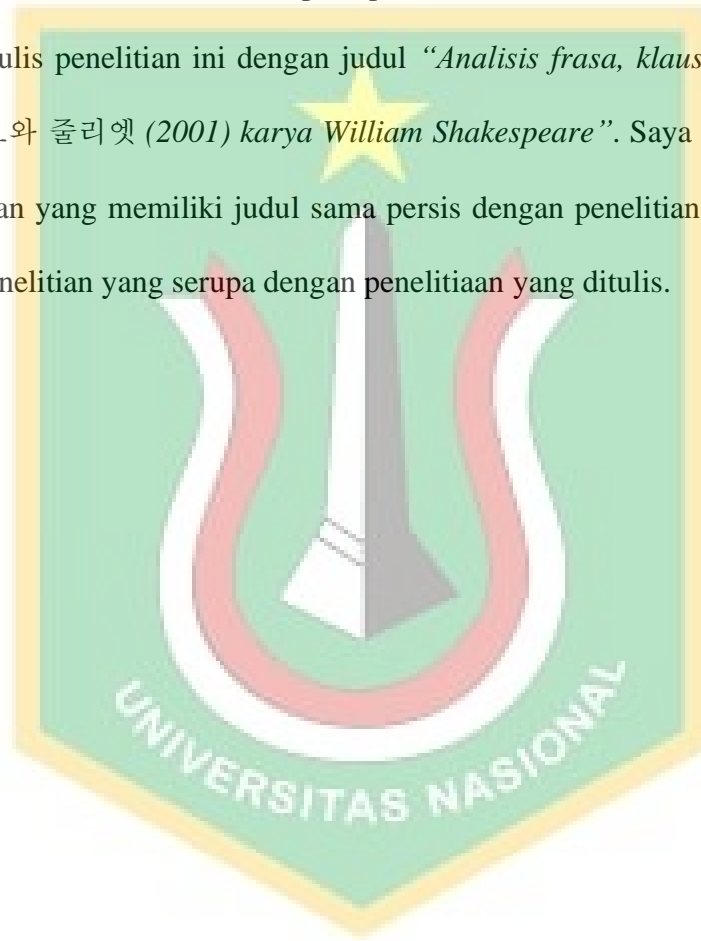 ulis penelitian ini dengan judul “Analisis frasa, klaus
와 줄리엣 (2001) karya William Shakespeare”. Saya
an yang memiliki judul sama persis dengan penelitian
nelitian yang serupa dengan penelitiaan yang ditulis.
UNIVERSITAS NASIONAL